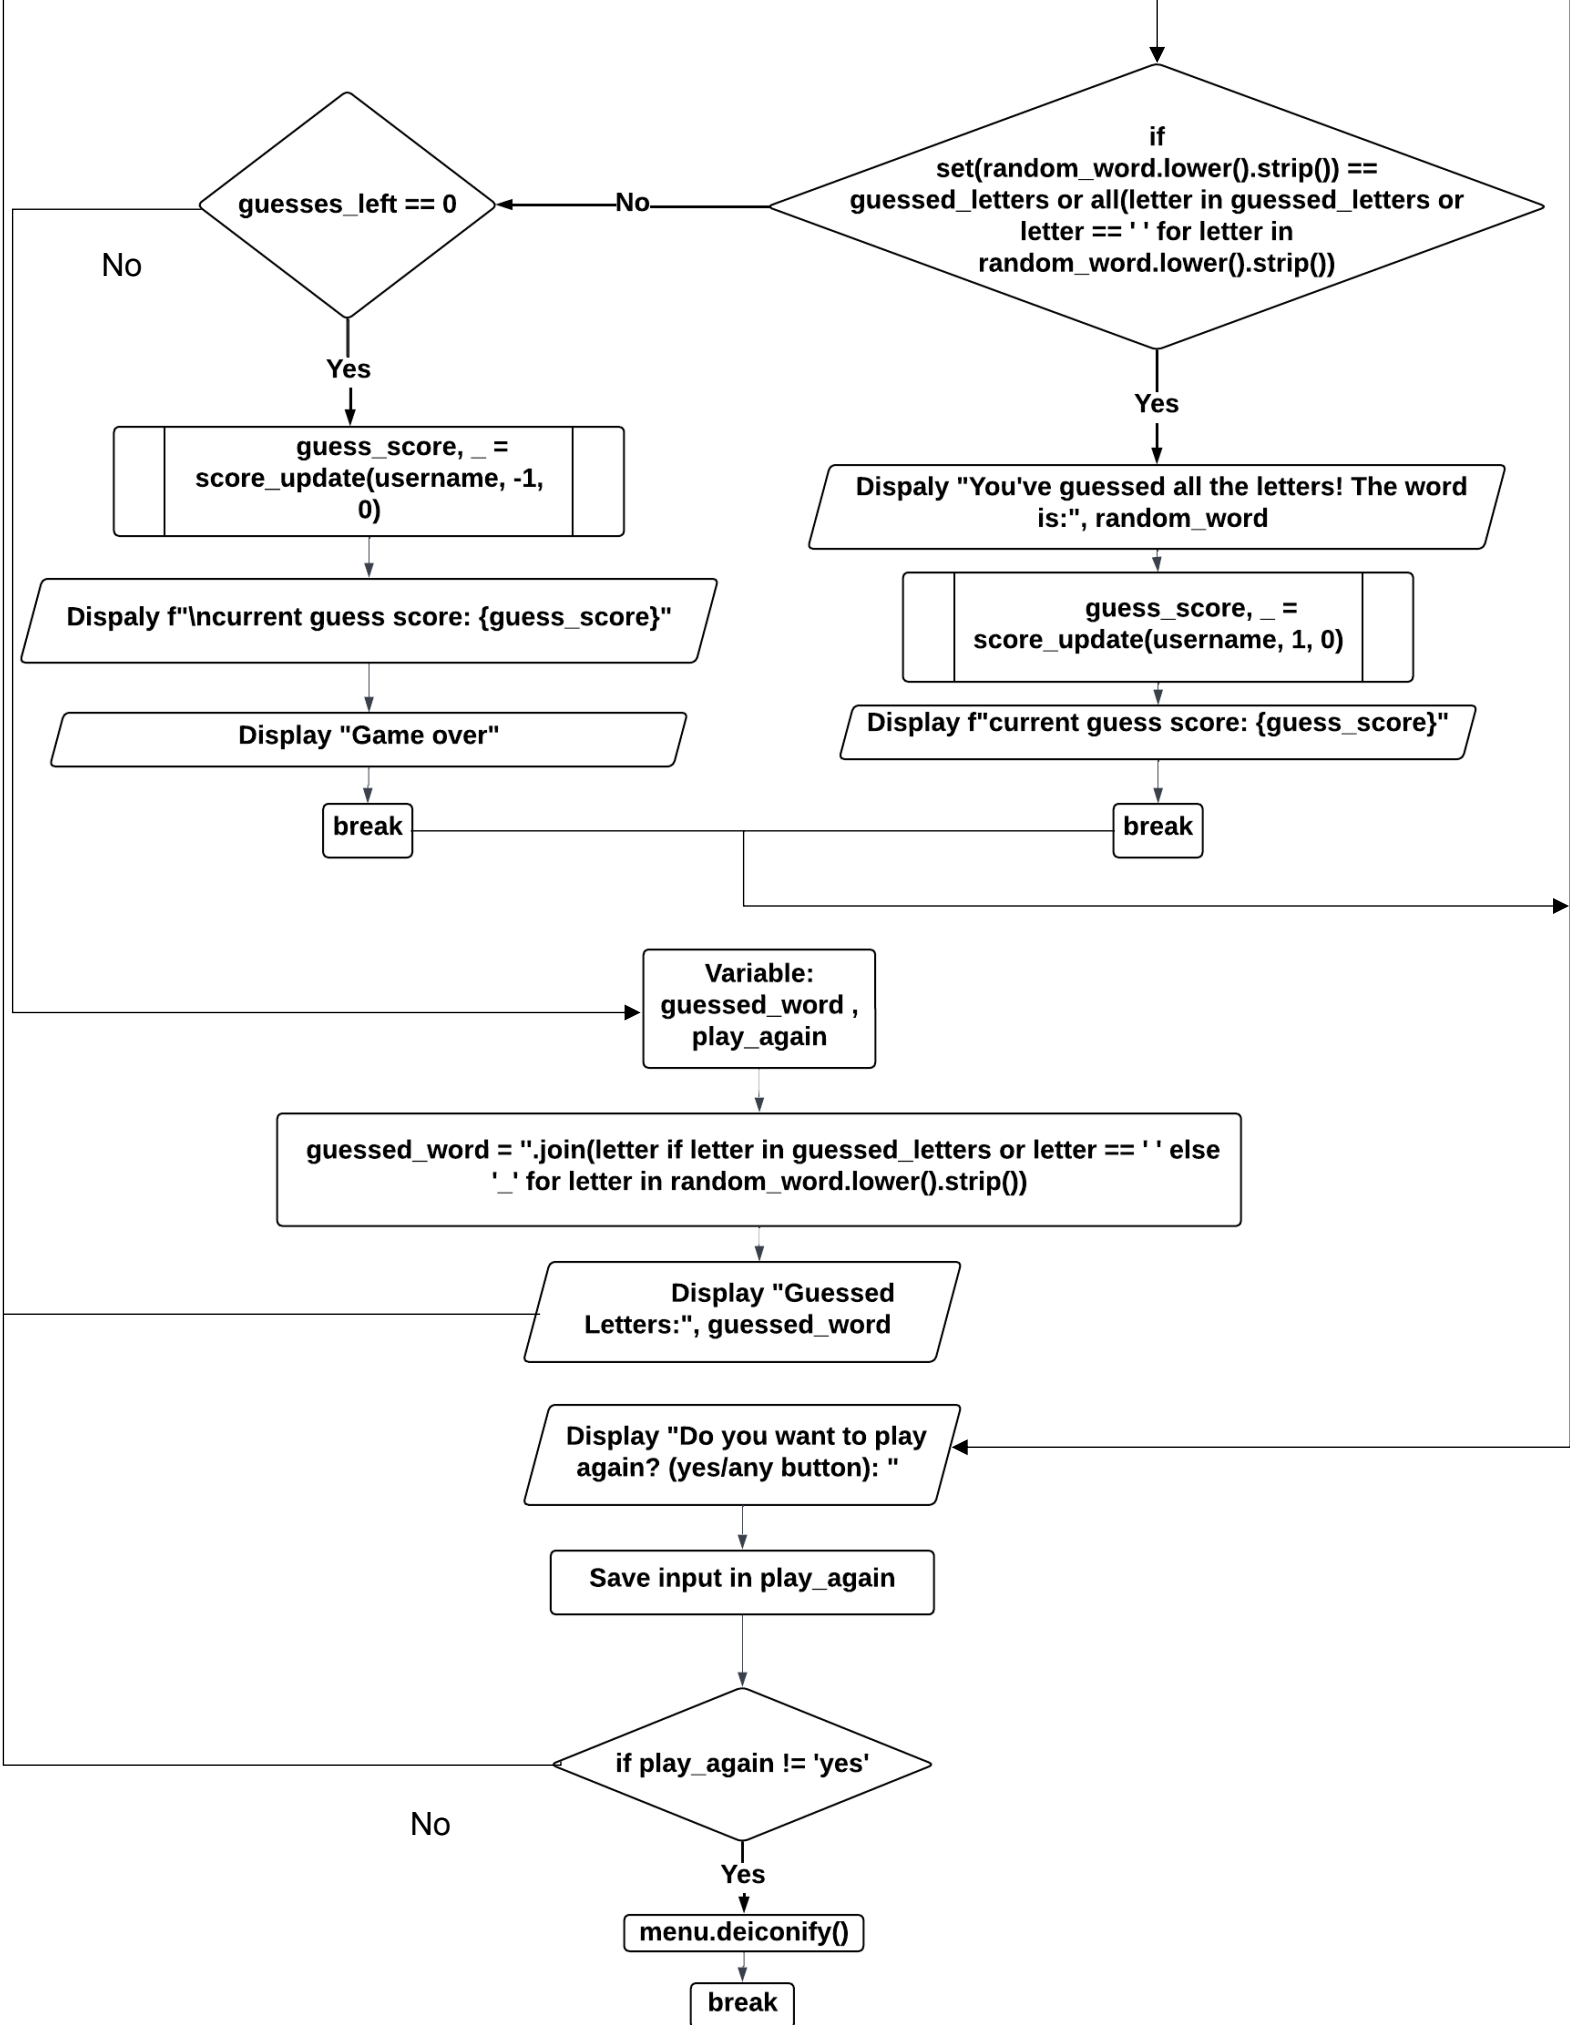 if
set(random_word.lower().strip()) ==
guessed_letters or all(letter in guessed_letters or
letter == ' ' for letter in
random_word.lower().strip())
No
guesses_left == 0
No
Yes
Yes
guess_score, _ =
score_update(username, -1,
0)
Dispaly "You've guessed all the letters! The word
is:", random_word
Dispaly f"\ncurrent guess score: {guess_score}"
guess_score, _ =
score_update(username, 1, 0)
Display "Game over"
Display f"current guess score: {guess_score}"
break
break
Variable:
guessed_word ,
play_again
guessed_word = ''.join(letter if letter in guessed_letters or letter == ' ' else
'_' for letter in random_word.lower().strip())
Display "Guessed
Letters:", guessed_word
Display "Do you want to play
again? (yes/any button): "
Save input in play_again
if play_again != 'yes'
No
Yes
menu.deiconify()
break